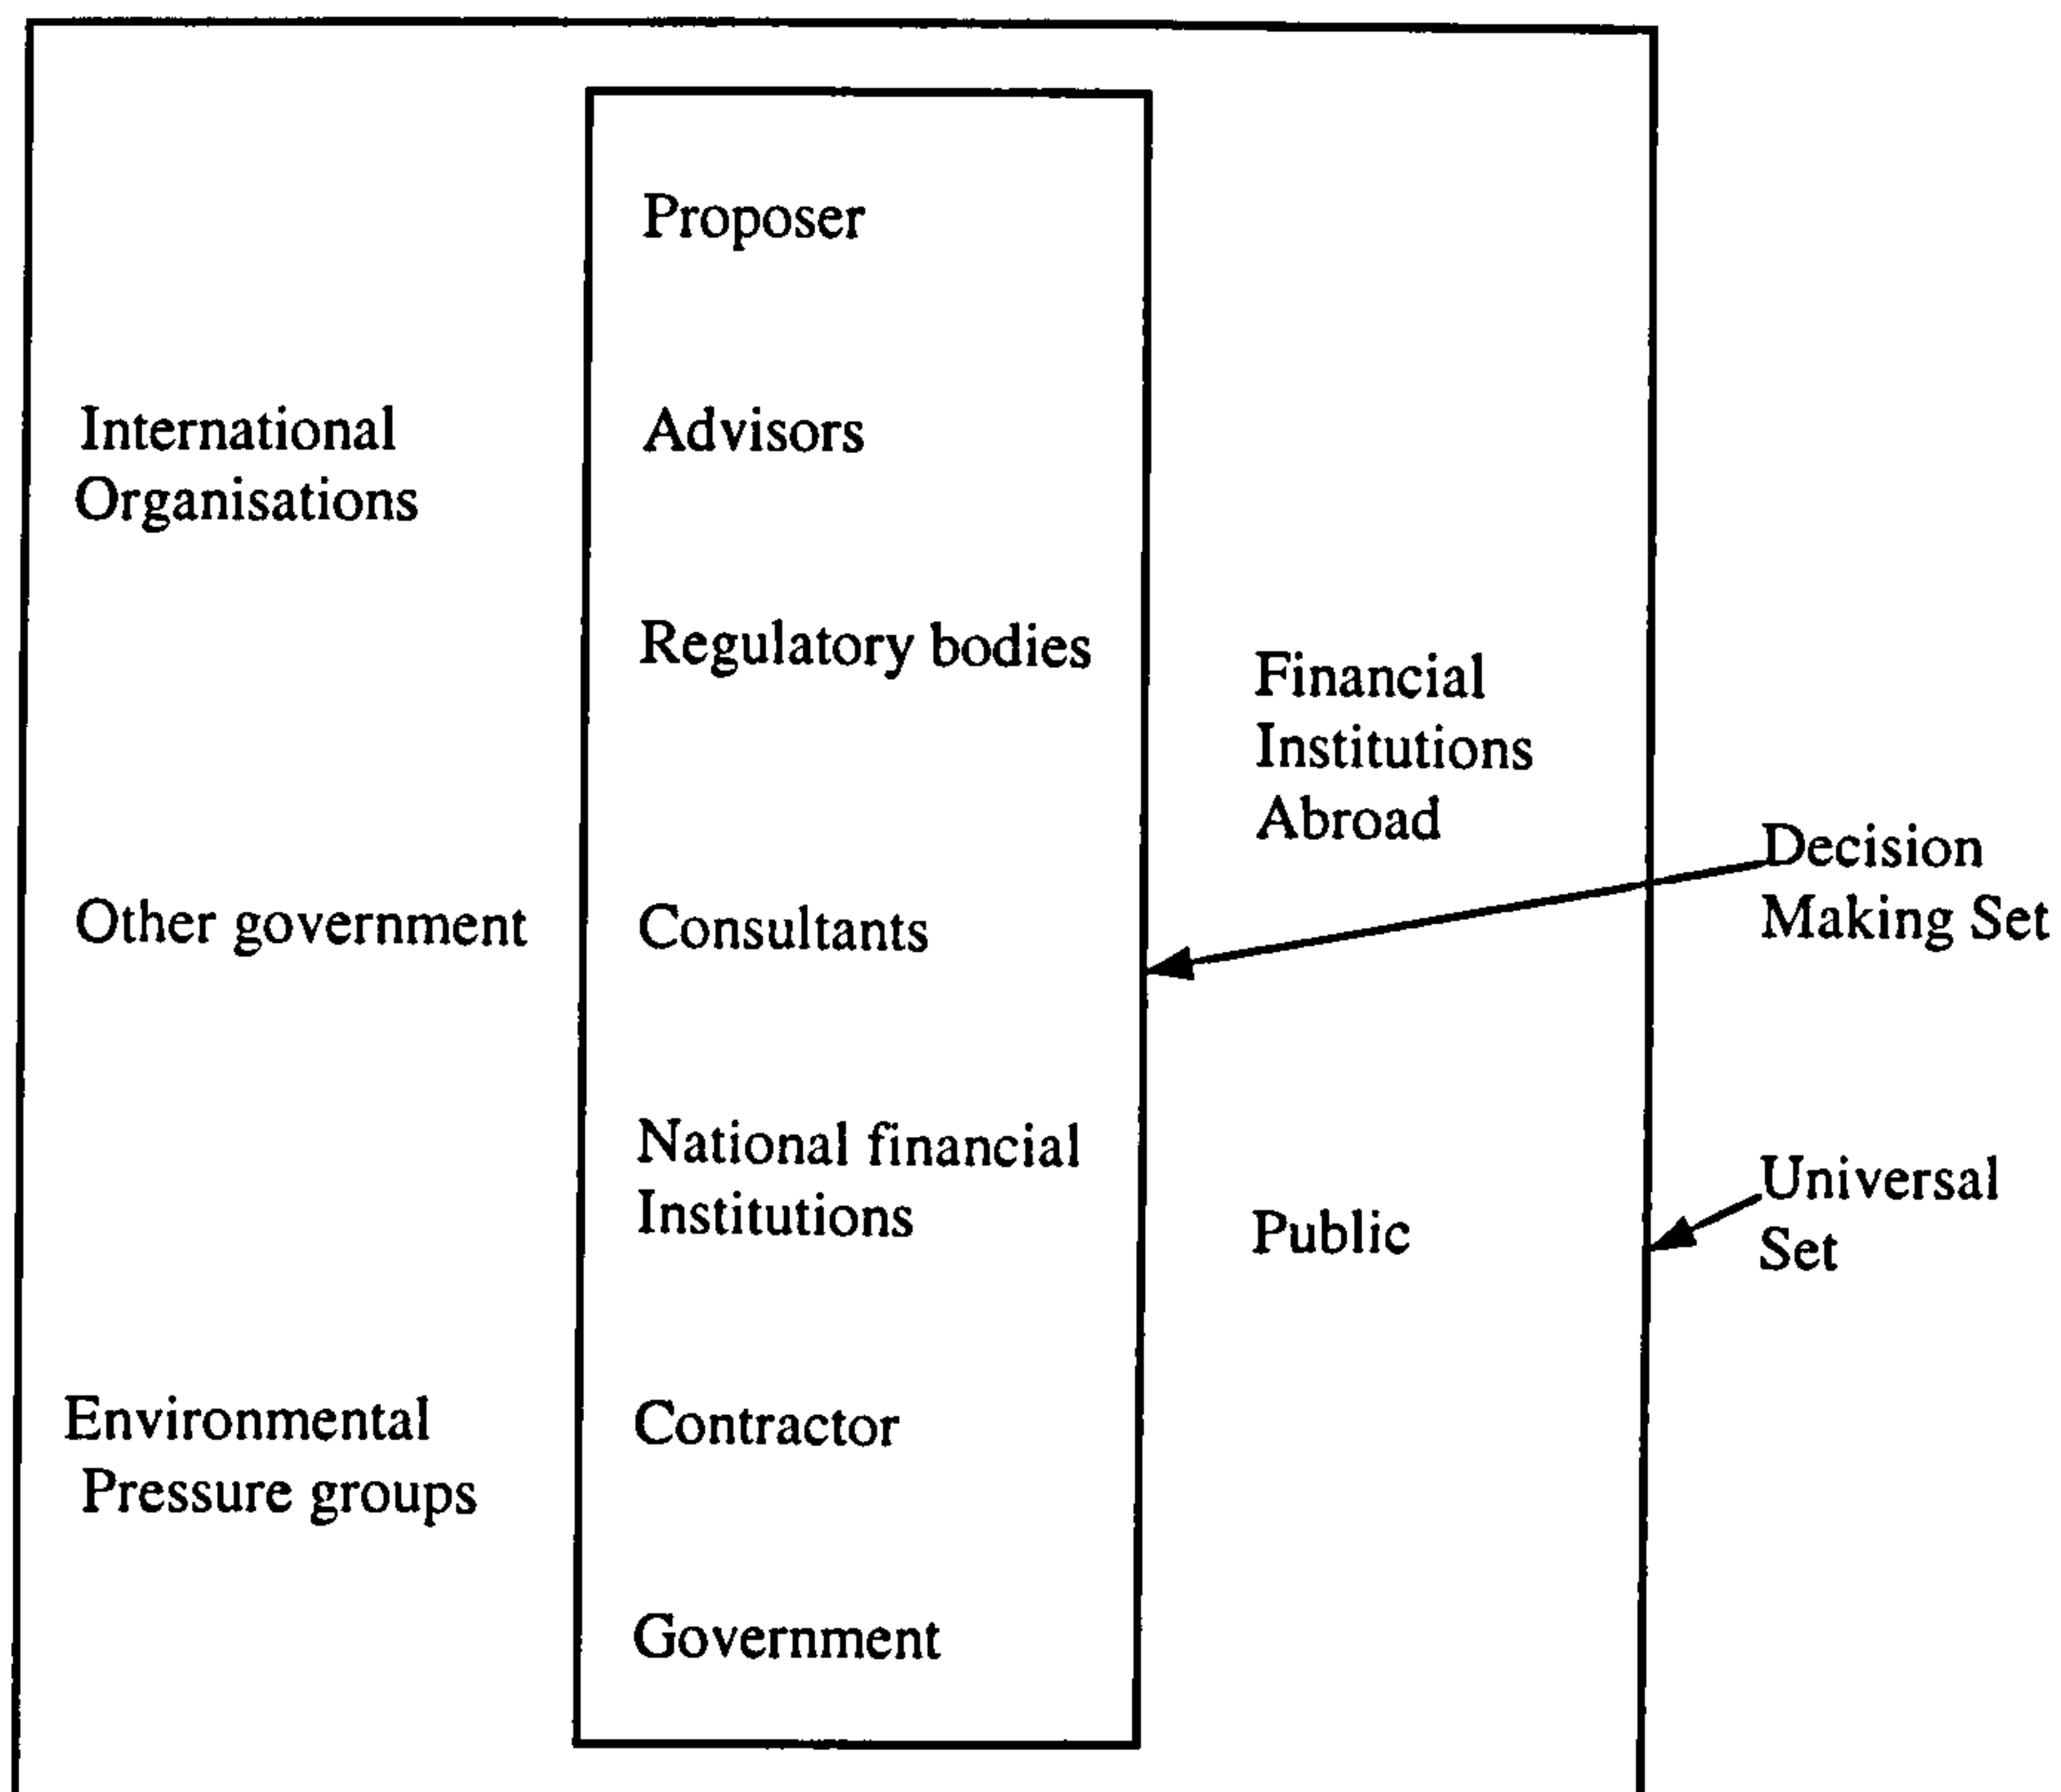 Proposer
International
Organisations
Advisors
Regulatory bodies
Financial
Institutions
Abroad
Other government
Consultants
Decision
Making Set
National financial
Institutions
Public
Universal
Set
Environmental
Pressure groups
Contractor
Government